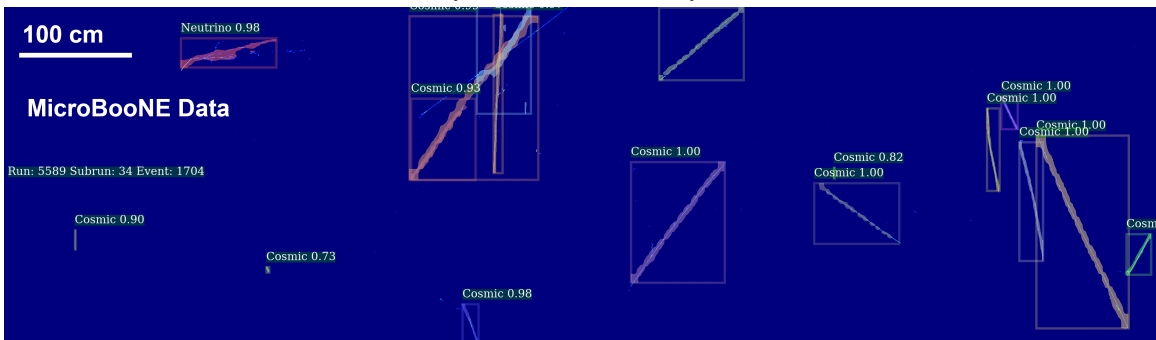 Neutrino 0.98
100 cm
Cosmic 0.93
Cosmic 1.00
Cosmic 1.00
MicroBooNE Data
Cosmic 1.00
Cosmic 1.00
Cosmic 1.00
Cosmic 0.82
Run: 5589 Subrun: 34 Event: 1704
Cosmic 1.00
Cosmic 0.90
Cosm
Cosmic 0.73
Cosmic 0.98